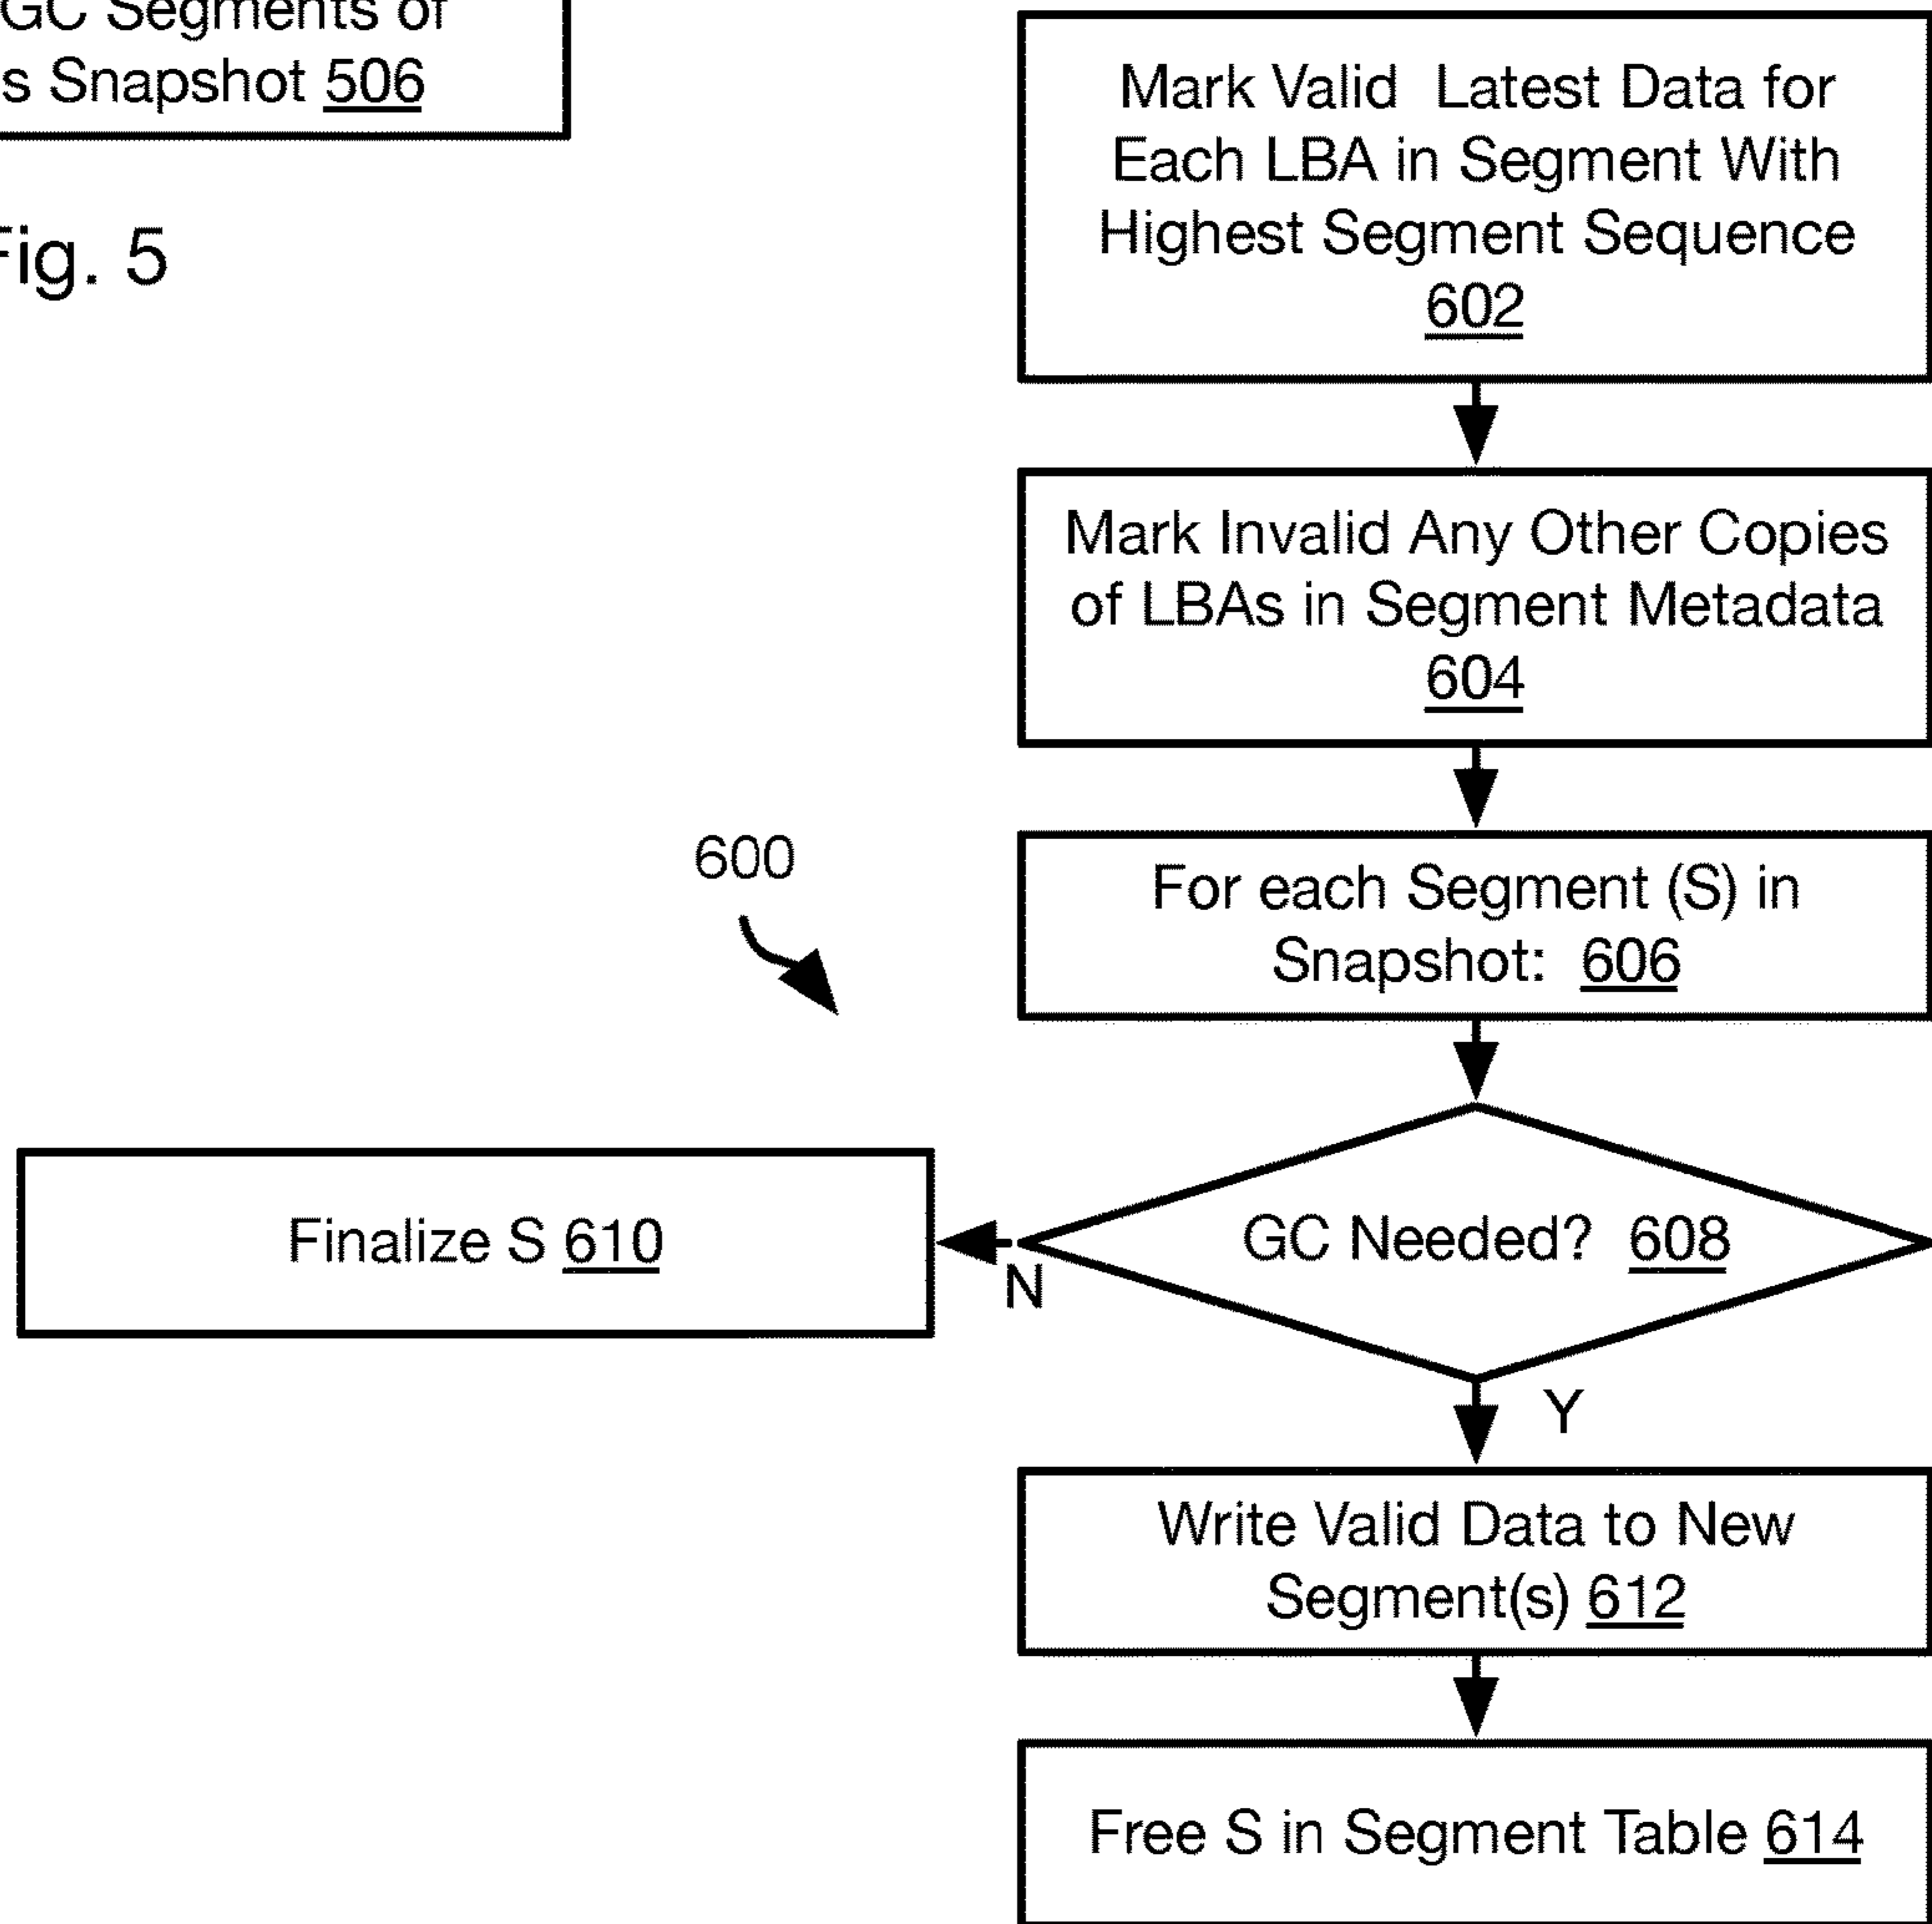 GC Segments of
s Snapshot 506
Fig. 5
Mark Valid Latest Data for
Each LBA in Segment With
Highest Segment Sequence
602
Mark Invalid Any Other Copies
of LBAs in Segment Metadata
604
600
For each Segment (S) in
Snapshot: 606
GC Needed? 608
N
Finalize S 610
Y
Write Valid Data to New
Segment(s) 612
Free S in Segment Table 614